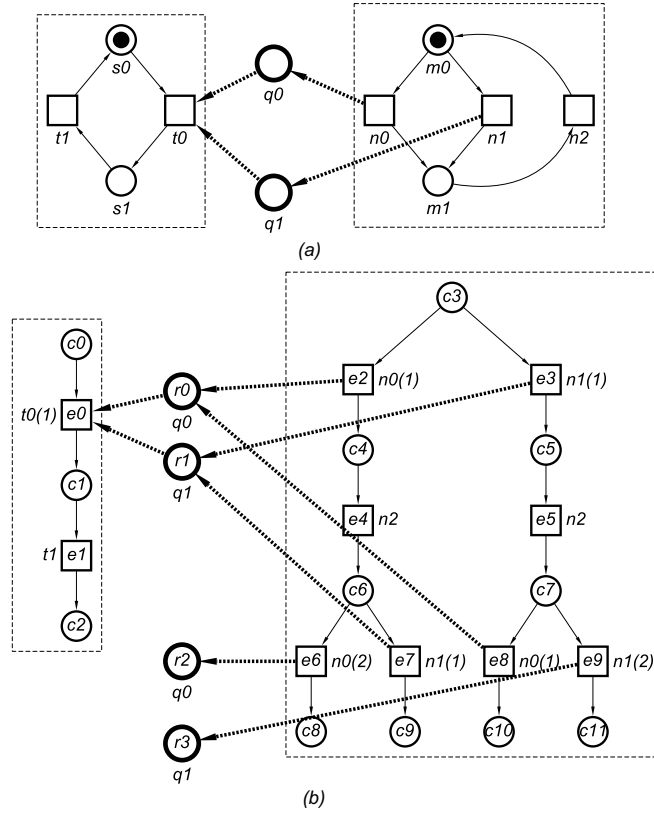 s0
q0
m0
t1 t0
n0 n1 n2
s1
q1
m1
(a)
c3
c0
e2 n0(1)
e3 n1(1)
r0
q0
t0(1) e0
c4 c5
r1
q1
c1
e4 n2
e5 n2
t1 e1
c6 c7
c2
r2
q0
e6 n0(2)
e7 n1(1)
e8 n0(1)
e9 n1(2)
c8 c9 c10 c11
r3
q1
(b)